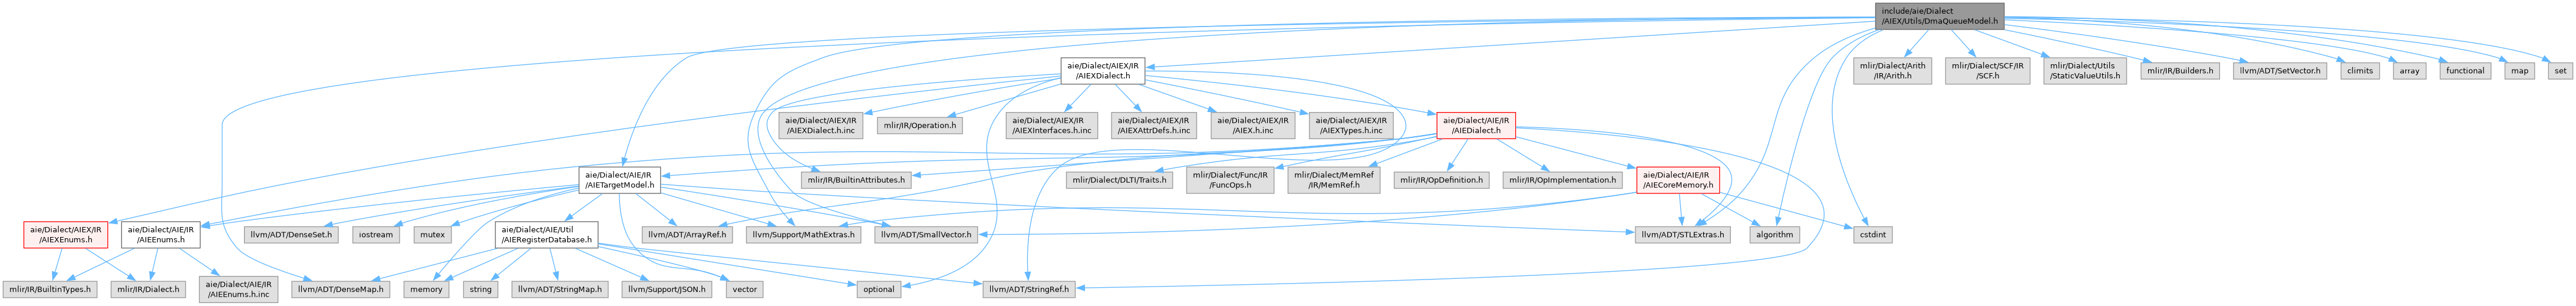 include/aie/Dialect
/AIEX/Utils/DmaQueueModel.h
aie/Dialect/AIEX/IR
/AIEXDialect.h
mlir/Dialect/Arith
/IR/Arith.h
mlir/Dialect/SCF/IR
/SCF.h
mlir/Dialect/Utils
/StaticValueUtils.h
mlir/IR/Builders.h
llvm/ADT/SetVector.h
climits
array
functional
map
set
aie/Dialect/AIEX/IR
/AIEXDialect.h.inc
mlir/IR/Operation.h
aie/Dialect/AIEX/IR
/AIEXInterfaces.h.inc
aie/Dialect/AIEX/IR
/AIEXAttrDefs.h.inc
aie/Dialect/AIEX/IR
/AIEX.h.inc
aie/Dialect/AIEX/IR
/AIEXTypes.h.inc
aie/Dialect/AIE/IR
/AIEDialect.h
aie/Dialect/AIE/IR
/AIETargetModel.h
mlir/IR/BuiltinAttributes.h
mlir/Dialect/DLTI/Traits.h
mlir/Dialect/Func/IR
/FuncOps.h
mlir/Dialect/MemRef
/IR/MemRef.h
mlir/IR/OpDefinition.h
mlir/IR/OpImplementation.h
aie/Dialect/AIE/IR
/AIECoreMemory.h
aie/Dialect/AIEX/IR
/AIEXEnums.h
aie/Dialect/AIE/IR
/AIEEnums.h
llvm/ADT/DenseSet.h
iostream
mutex
aie/Dialect/AIE/Util
/AIERegisterDatabase.h
llvm/ADT/ArrayRef.h
llvm/Support/MathExtras.h
llvm/ADT/SmallVector.h
llvm/ADT/STLExtras.h
algorithm
cstdint
mlir/IR/BuiltinTypes.h
mlir/IR/Dialect.h
aie/Dialect/AIE/IR
/AIEEnums.h.inc
llvm/ADT/DenseMap.h
memory
string
llvm/ADT/StringMap.h
llvm/Support/JSON.h
vector
optional
llvm/ADT/StringRef.h